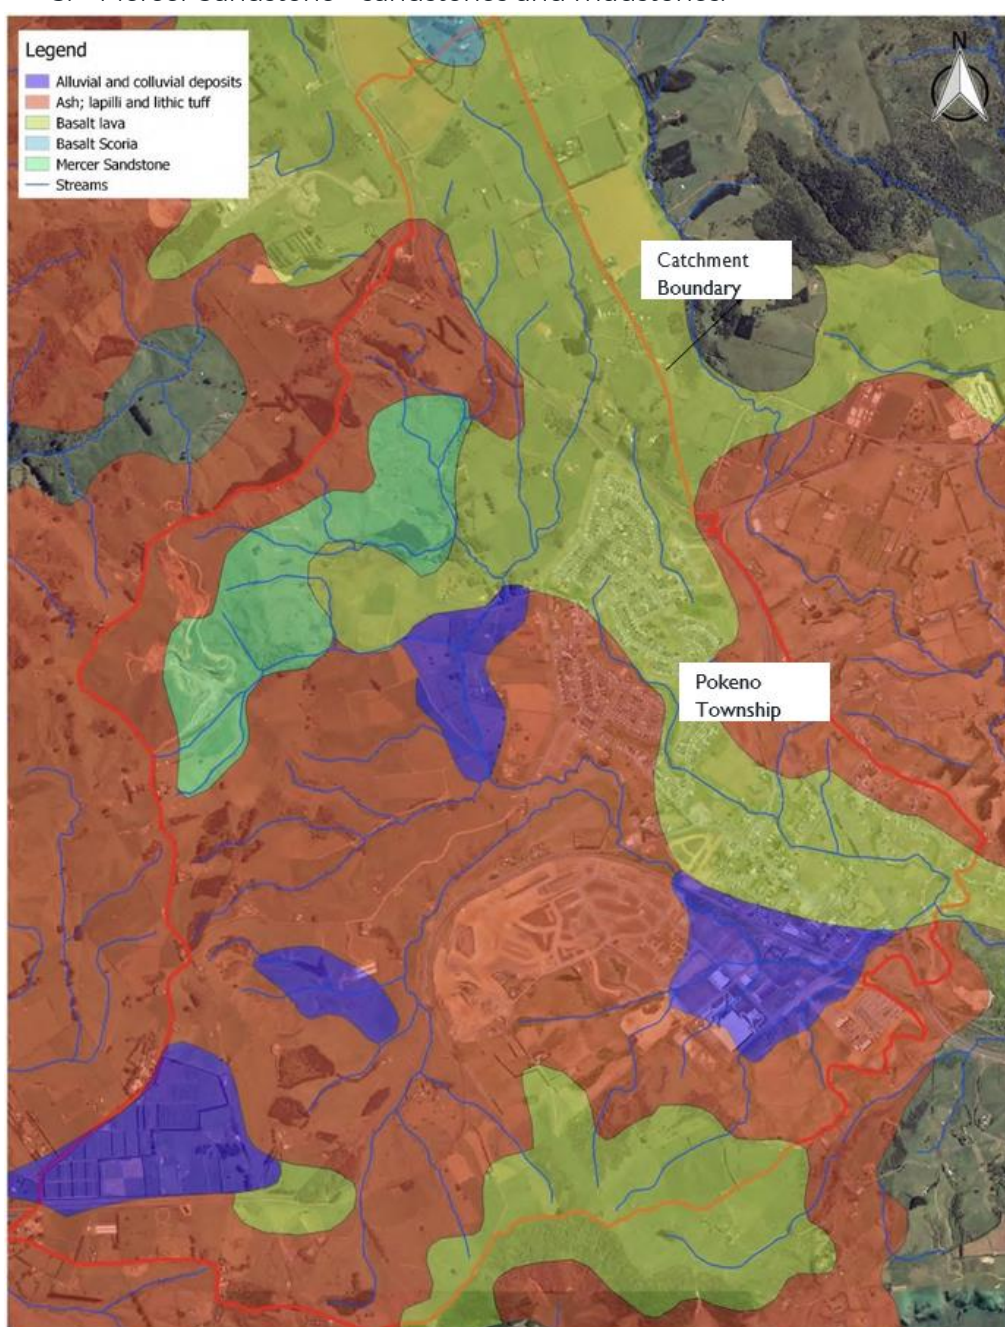 Legend
Alluvial and colluvial deposits
Ash; lapilli and lithic tuff
Basalt lava
Basalt Scoria
Mercer Sandstone
Streams
N
Catchment
Boundary
Pokeno
Township